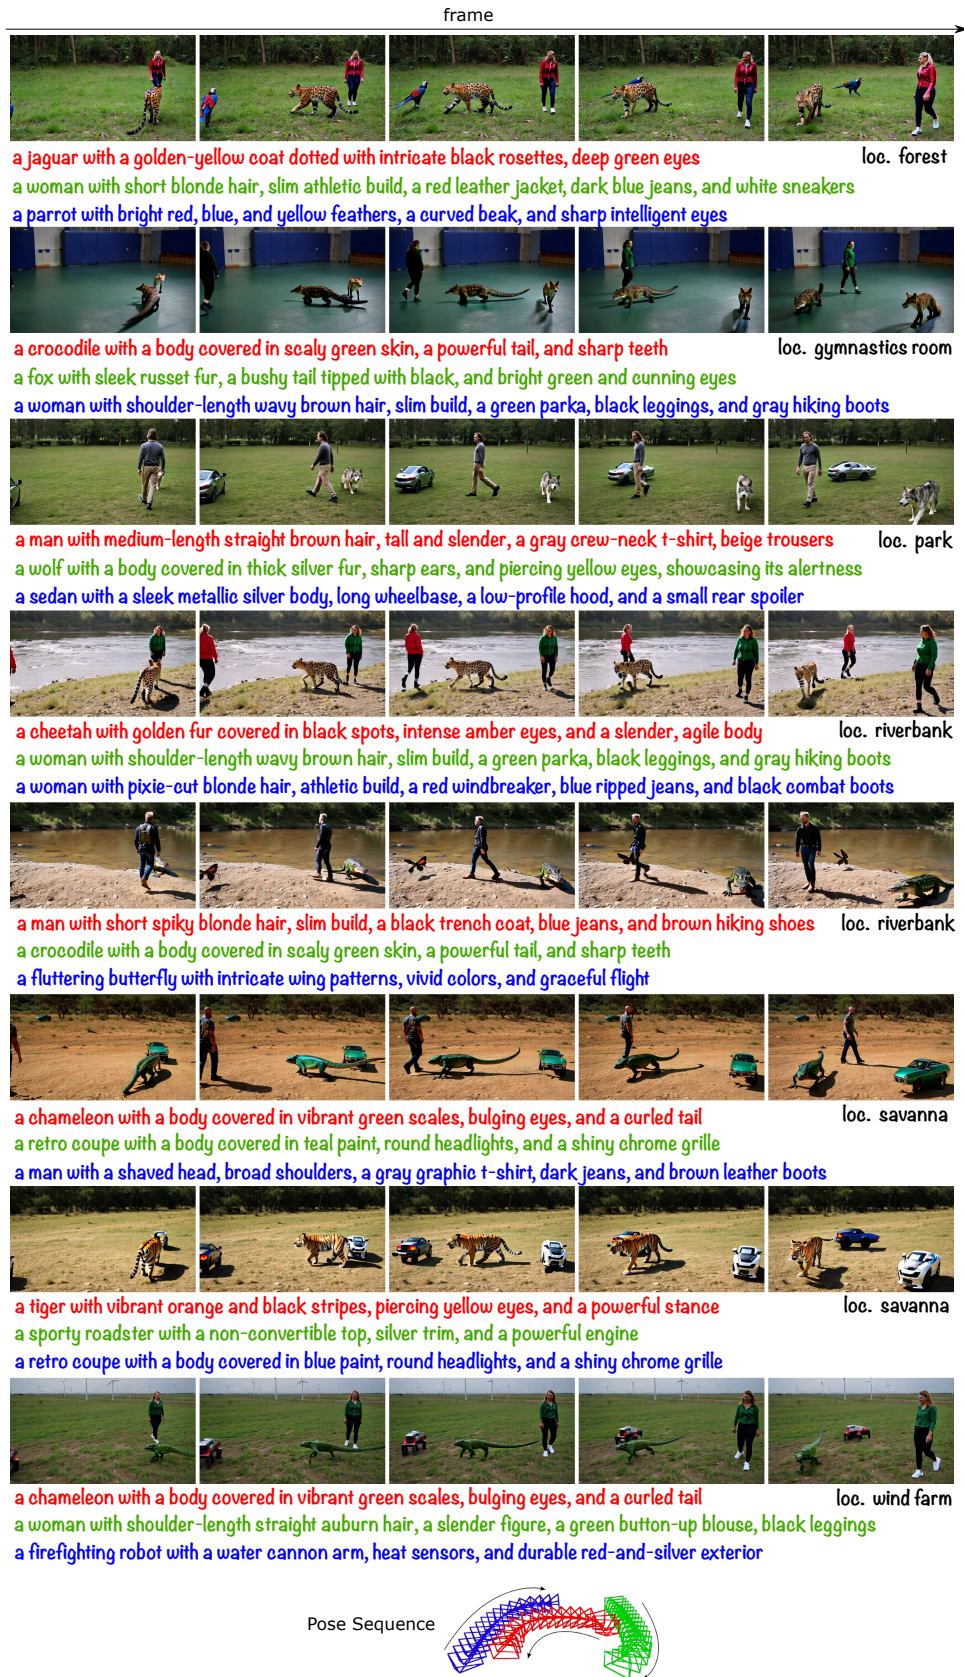 frame
a jaguar with a golden-yellow coat dotted with intricate black rosettes, deep green eyes loc. forest
a woman with short blonde hair, slim athletic build, a red leather jacket, dark blue jeans, and white sneakers
a parrot with bright red, blue, and yellow feathers, a curved beak, and sharp intelligent eyes
a crocodile with a body covered in scaly green skin, a powerful tail, and sharp teeth loc. gymnastics room
a fox with sleek russet fur, a bushy tail tipped with black, and bright green and cunning eyes
a woman with shoulder-length wavy brown hair, slim build, a green parka, black leggings, and gray hiking boots
a man with medium-length straight brown hair, tall and slender, a gray crew-neck t-shirt, beige trousers loc. park
a wolf with a body covered in thick silver fur, sharp ears, and piercing yellow eyes, showcasing its alertness
a sedan with a sleek metallic silver body, long wheelbase, a low-profile hood, and a small rear spoiler
a cheetah with golden fur covered in black spots, intense amber eyes, and a slender, agile body loc. riverbank
a woman with shoulder-length wavy brown hair, slim build, a green parka, black leggings, and gray hiking boots
a woman with pixie-cut blonde hair, athletic build, a red windbreaker, blue ripped jeans, and black combat boots
a man with short spiky blonde hair, slim build, a black trench coat, blue jeans, and brown hiking shoes loc. riverbank
a crocodile with a body covered in scaly green skin, a powerful tail, and sharp teeth
a fluttering butterfly with intricate wing patterns, vivid colors, and graceful flight
a chameleon with a body covered in vibrant green scales, bulging eyes, and a curled tail loc. savanna
a retro coupe with a body covered in teal paint, round headlights, and a shiny chrome grille
a man with a shaved head, broad shoulders, a gray graphic t-shirt, dark jeans, and brown leather boots
a tiger with vibrant orange and black stripes, piercing yellow eyes, and a powerful stance loc. savanna
a sporty roadster with a non-convertible top, silver trim, and a powerful engine
a retro coupe with a body covered in blue paint, round headlights, and a shiny chrome grille
a chameleon with a body covered in vibrant green scales, bulging eyes, and a curled tail loc. wind farm
a woman with shoulder-length straight auburn hair, a slender figure, a green button-up blouse, black leggings
a firefighting robot with a water cannon arm, heat sensors, and durable red-and-silver exterior
Pose Sequence